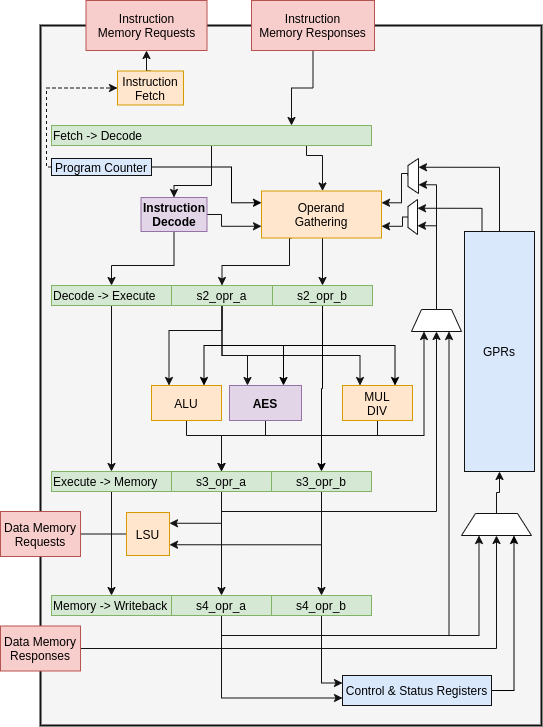 Instruction
Memory Requests
Instruction
Memory Responses
Instruction
Fetch
Fetch -> Decode
Program Counter
Instruction
Decode
Operand
Gathering
GPRs
Decode -> Execute
s2_opr_a
s2_opr_b
ALU
AES
MUL
DIV
Execute -> Memory
s3_opr_a
s3_opr_b
Data Memory
Requests
LSU
Memory -> Writeback
s4_opr_a
s4_opr_b
Data Memory
Responses
Control & Status Registers